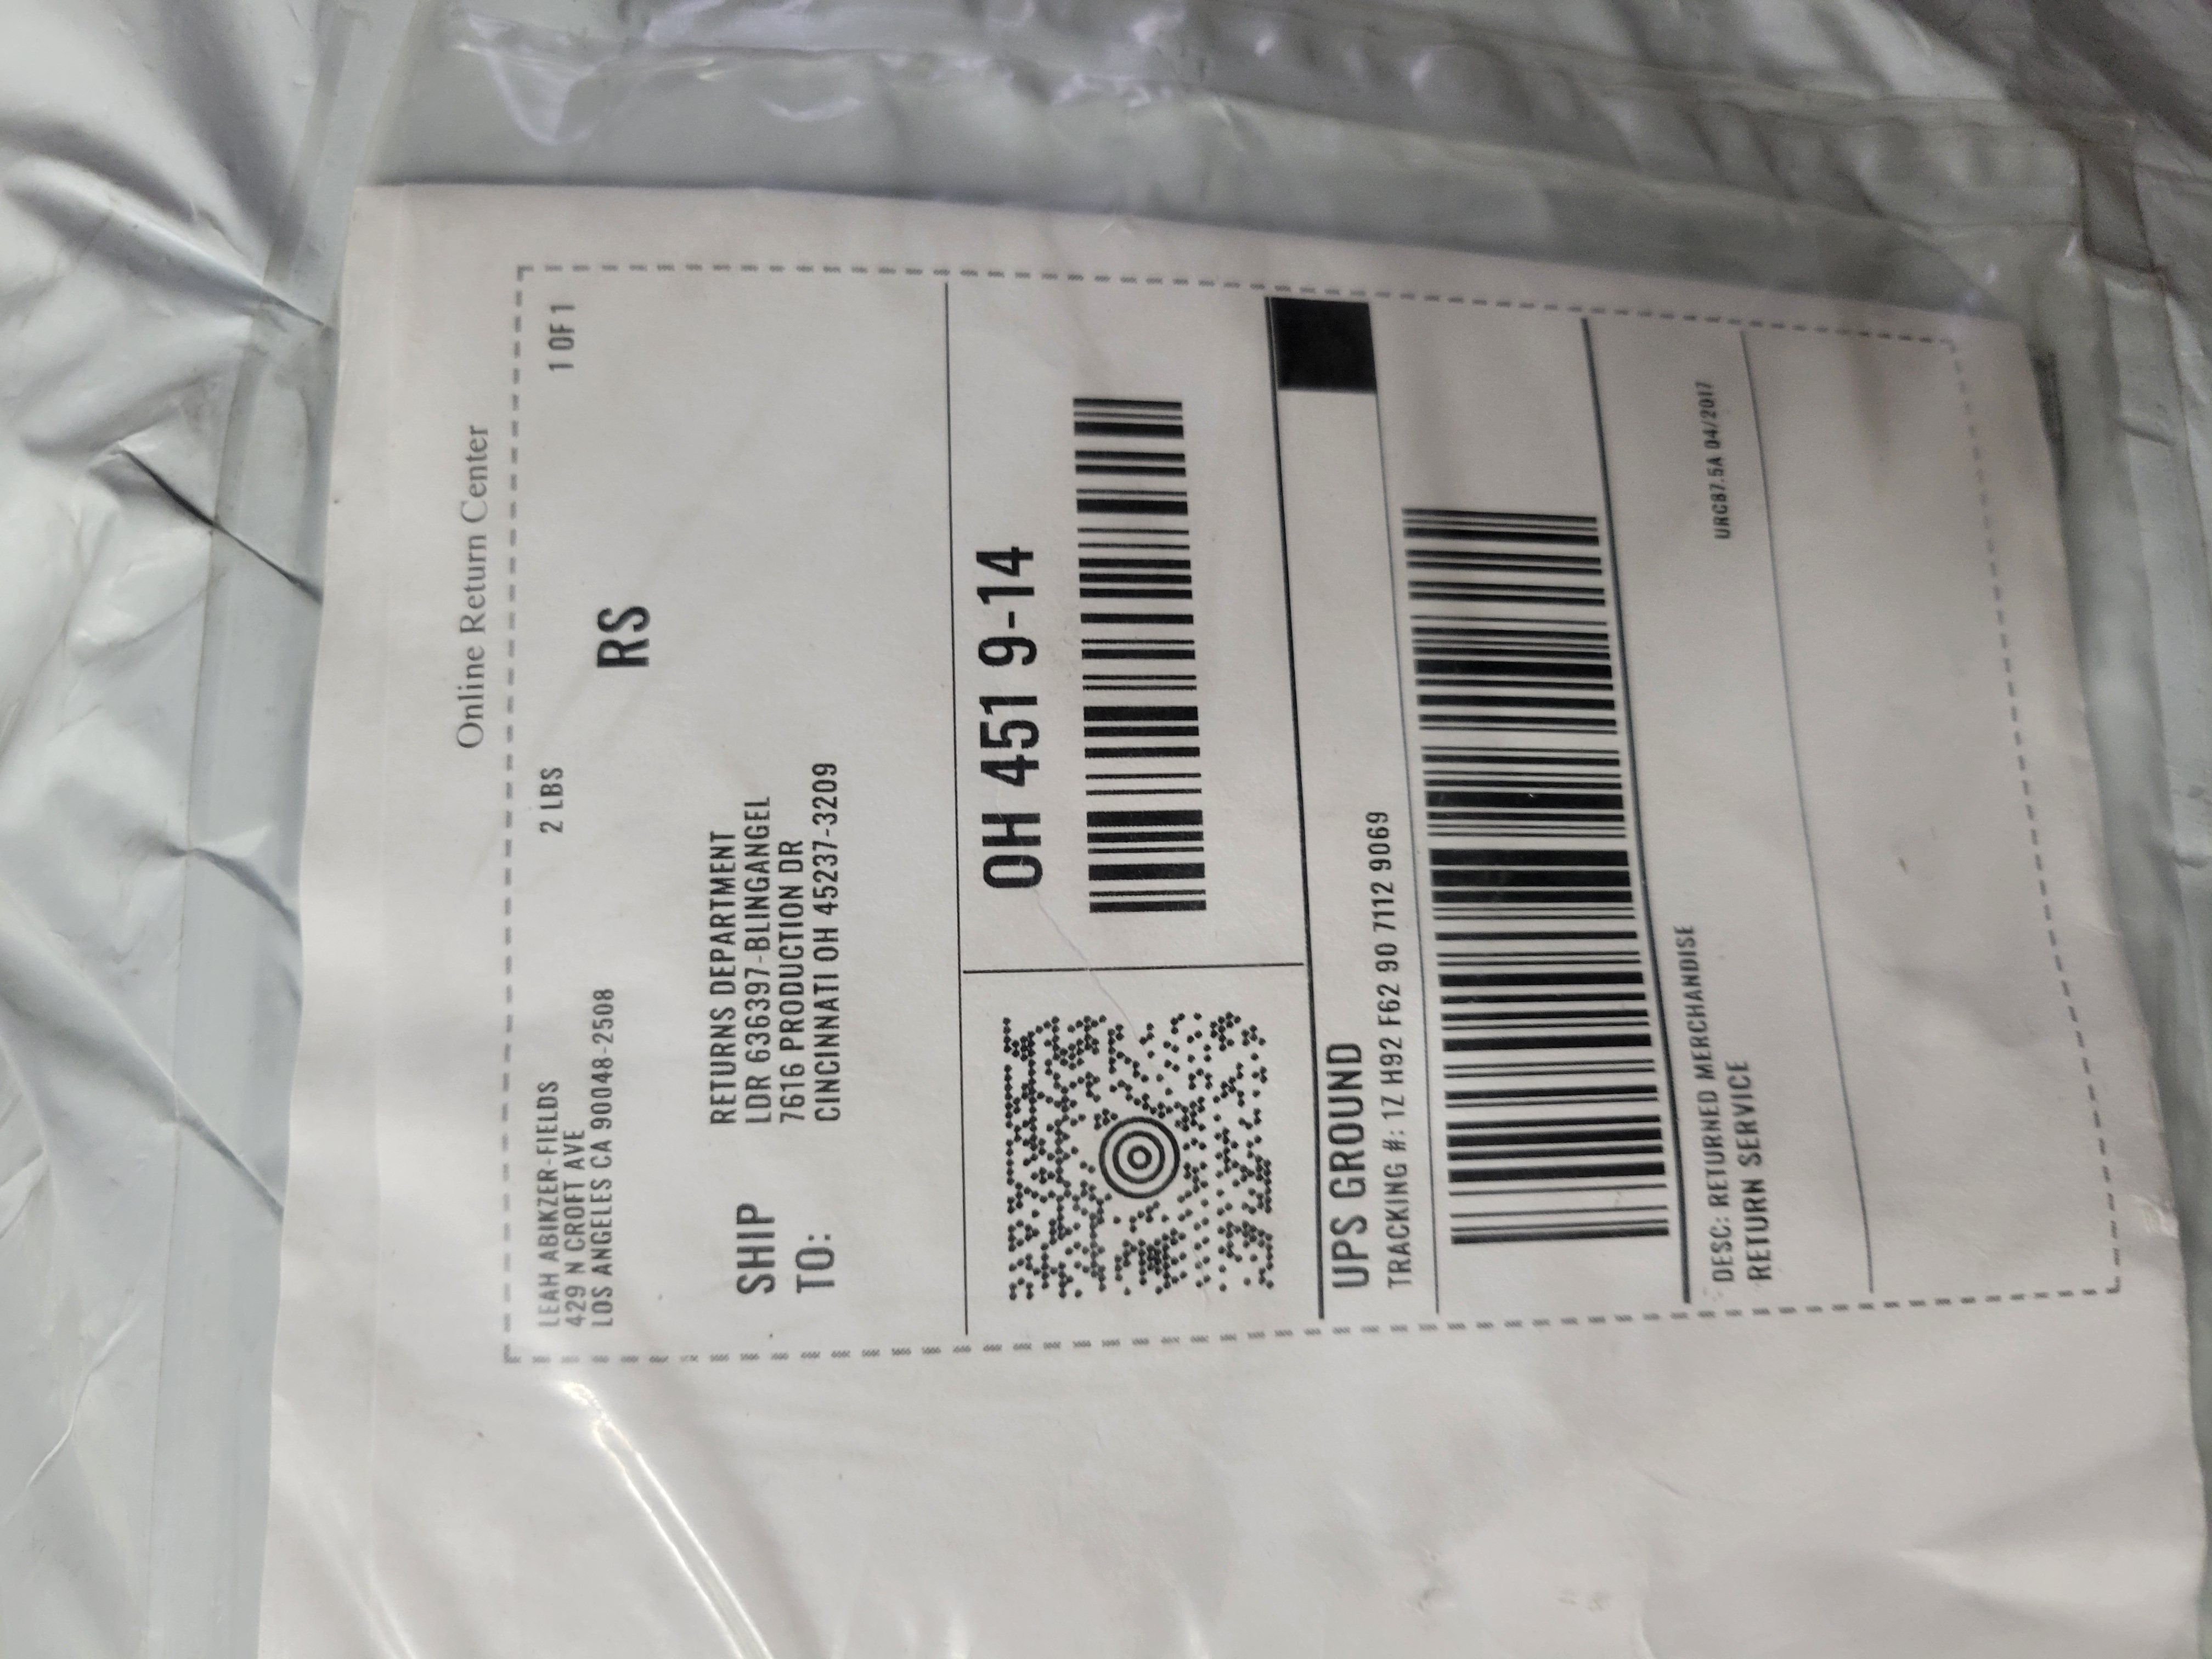 Online Return Center
LEAH ABIKZER-FIELDS
429 N CROFT AVE
LOS ANGELES CA 90048-2508
2 LBS
1 OF 1
RS
SHIP
TO:
RETURNS DEPARTMENT
LDR 636397-BLINGANGEL
7616 PRODUCTION DR
CINCINNATI OH 45237-3209
OH 451 9-14
UPS GROUND
TRACKING #: 1Z H92 F62 90 7112 9069
DESC: RETURNED MERCHANDISE
RETURN SERVICE
URC87.5A 04/2017